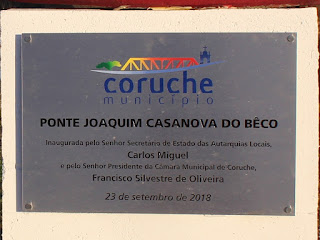 coruche
município
PONTE JOAQUIM CASANOVA DO BÊCO
Inaugurada pelo Senhor Secretário de Estado das Autarquias Locais,
Carlos Miguel
e pelo Senhor Presidente da Câmara Municipal de Coruche,
Francisco Silvestre de Oliveira
23 de setembro de 2018